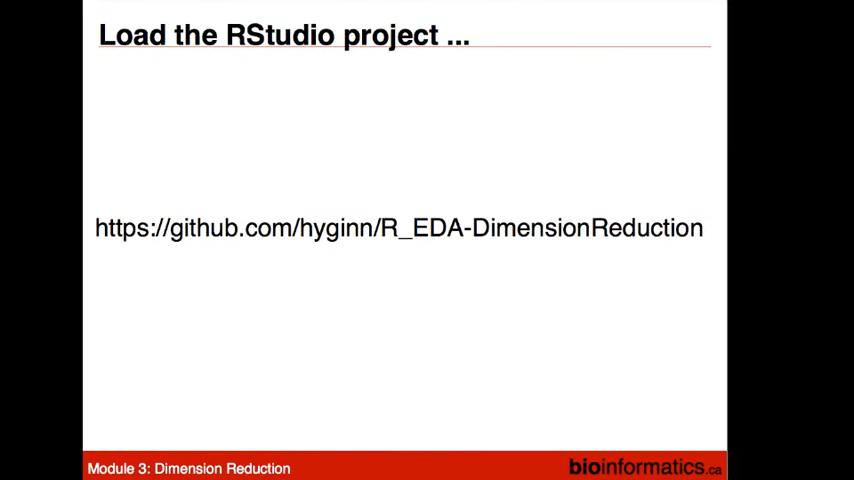 Load the RStudio project ...
https://github.com/hyginn/R_EDA-DimensionReduction
Module 3: Dimension Reduction
bioinformatics.ca